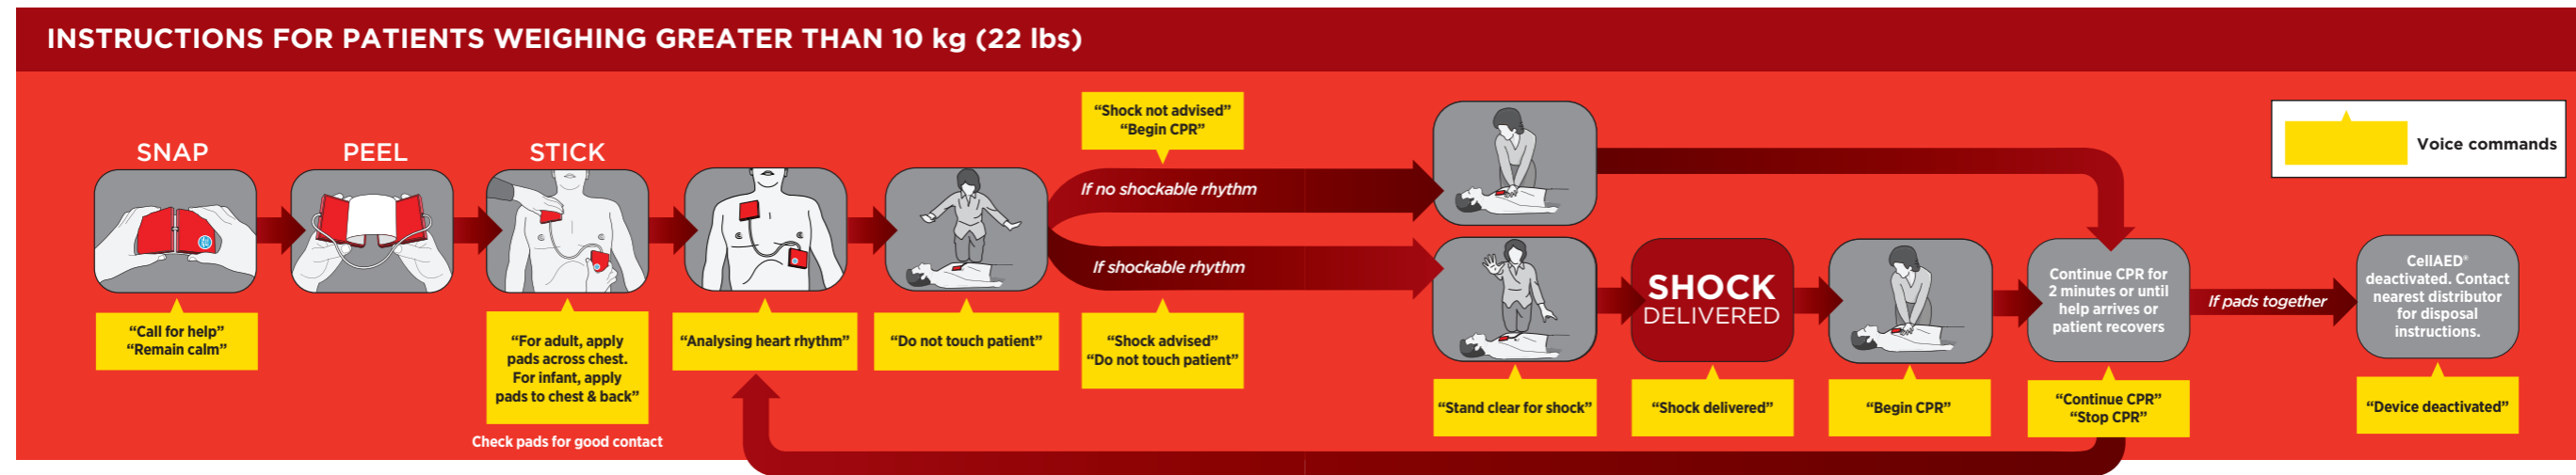 INSTRUCTIONS FOR PATIENTS WEIGHING GREATER THAN 10 kg (22 lbs)
SNAP
“Call for help”
“Remain calm”
PEEL
STICK
“For adult, apply
pads across chest.
For infant, apply
pads to chest & back”
Check pads for good contact
“Analysing heart rhythm”
“Do not touch patient”
“Shock not advised”
“Begin CPR”
If no shockable rhythm
If shockable rhythm
“Shock advised”
“Do not touch patient”
“Stand clear for shock”
SHOCK
DELIVERED
“Shock delivered”
“Begin CPR”
Continue CPR for
2 minutes or until
help arrives or
patient recovers
“Continue CPR”
“Stop CPR”
If pads together
CellAED®
deactivated. Contact
nearest distributor
for disposal
instructions.
“Device deactivated”
Voice commands